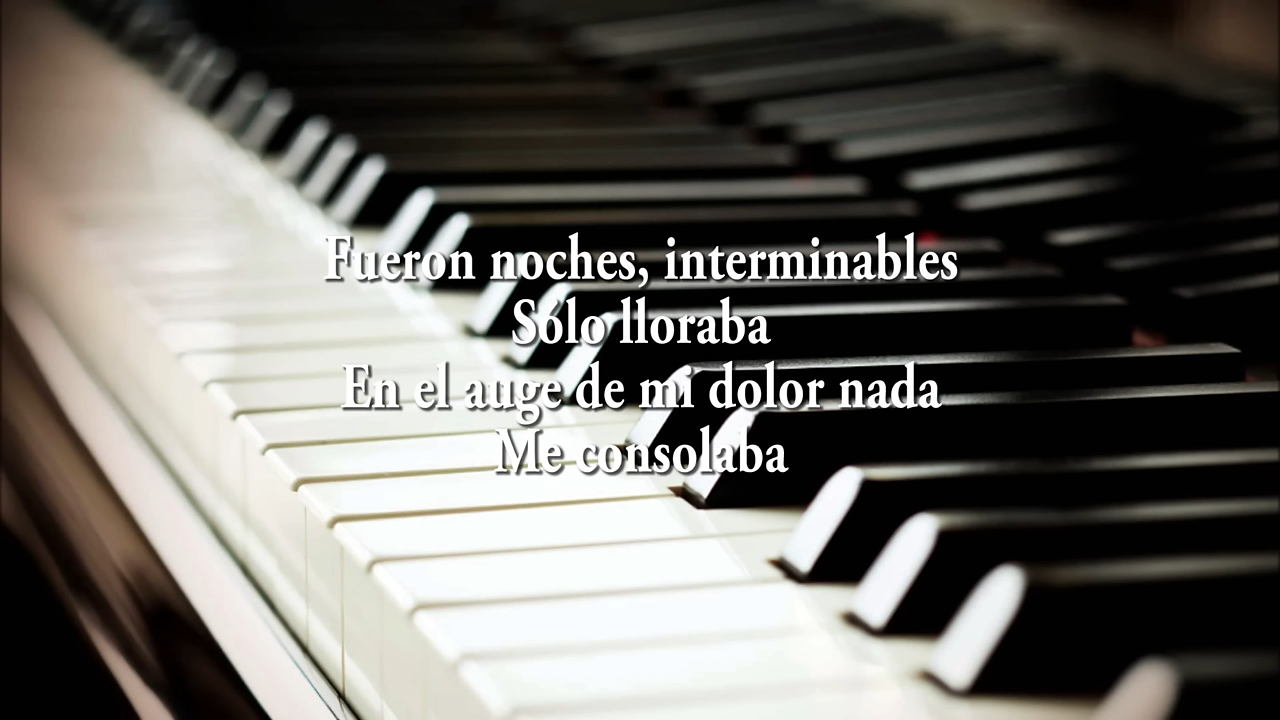 Fueron noches, interminables
Sólo lloraba
En el auge de mi dolor nada
Me consolaba